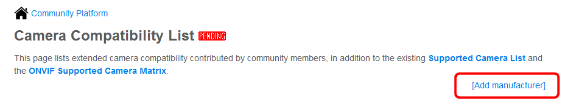 Community Platform
Camera Compatibility List PENDING
This page lists extended camera compatibility contributed by community members, in addition to the existing Supported Camera List and
the ONVIF Supported Camera Matrix.
[Add manufacturer]